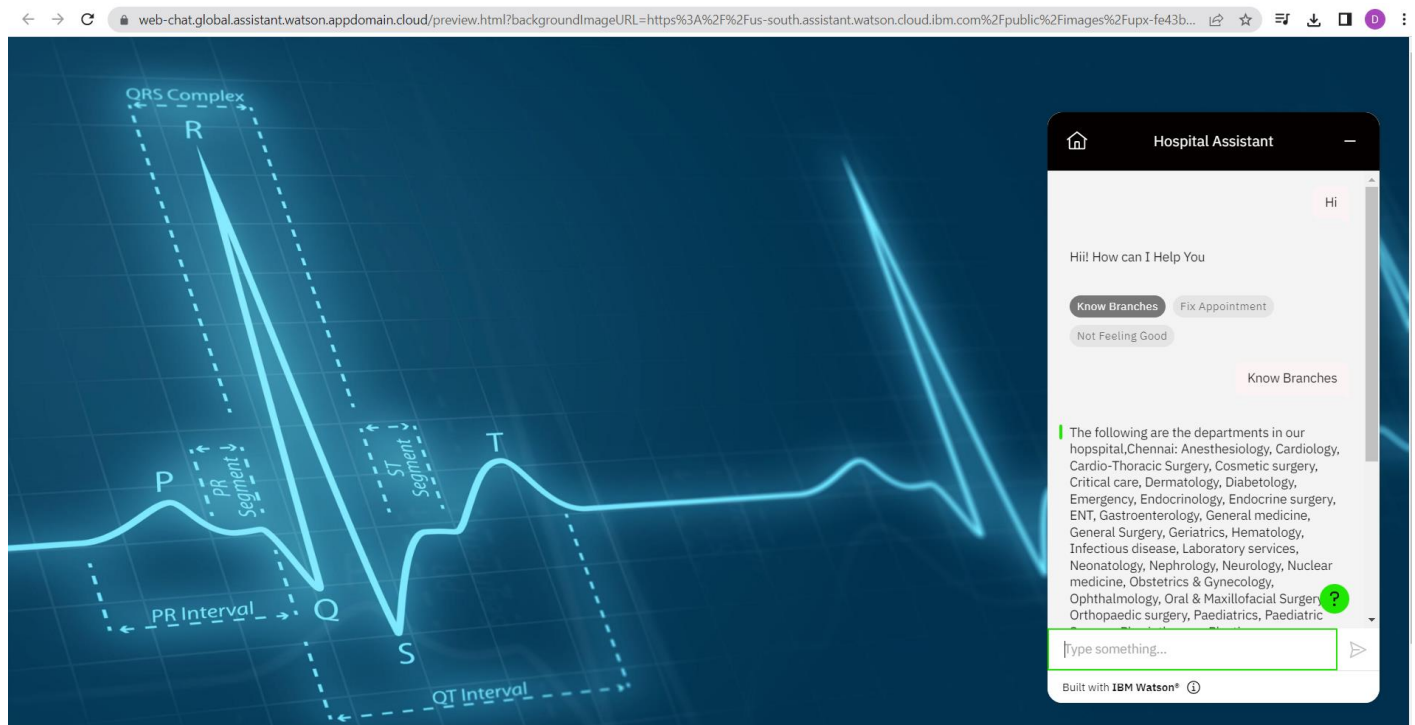 web-chat.global.assistant.watson.appdomain.cloud/preview.html?backgroundImageURL=https%3A%2F%2Fus-south.assistant.watson.cloud.ibm.com%2Fpublic%2Fimages%2Fupx-fe43b...
D
QRS Complex
R
P
PR
Segment
ST
Segment
T
PR Interval
Q
S
QT Interval
Hospital Assistant
Hi
Hii! How can I Help You
Know Branches
Fix Appointment
Not Feeling Good
Know Branches
The following are the departments in our
hopspital,Chennai: Anesthesiology, Cardiology,
Cardio-Thoracic Surgery, Cosmetic surgery,
Critical care, Dermatology, Diabetology,
Emergency, Endocrinology, Endocrine surgery,
ENT, Gastroenterology, General medicine,
General Surgery, Geriatrics, Hematology,
Infectious disease, Laboratory services,
Neonatology, Nephrology, Neurology, Nuclear
medicine, Obstetrics & Gynecology,
Ophthalmology, Oral & Maxillofacial Surgery
?
Orthopaedic surgery, Paediatrics, Paediatric
Type something...
Built with IBM Watson®